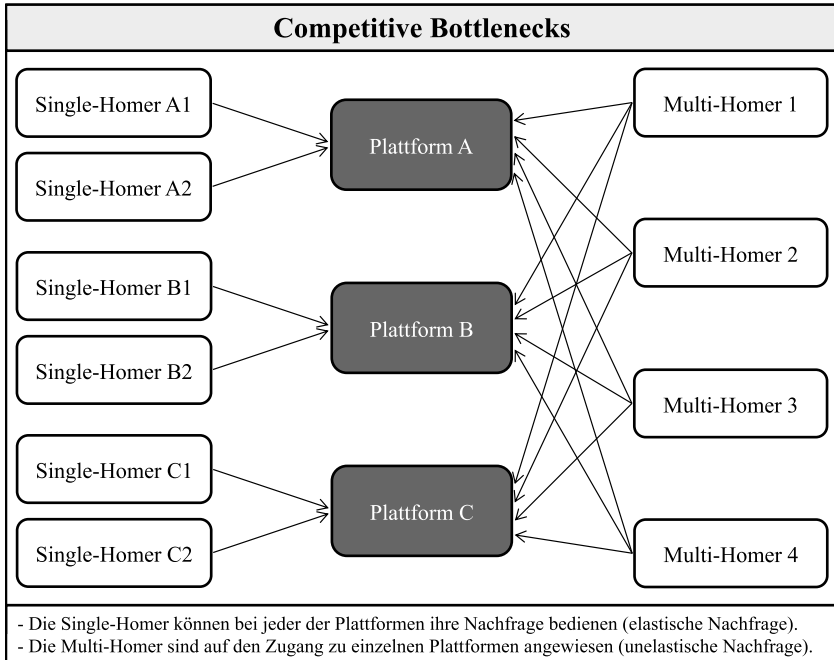 Competitive Bottlenecks
Single-Homer A1
Single-Homer A2
Single-Homer B1
Single-Homer B2
Single-Homer C1
Single-Homer C2
Plattform A
Plattform B
Plattform C
Multi-Homer 1
Multi-Homer 2
Multi-Homer 3
Multi-Homer 4
- Die Single-Homer können bei jeder der Plattformen ihre Nachfrage bedienen (elastische Nachfrage).
- Die Multi-Homer sind auf den Zugang zu einzelnen Plattformen angewiesen (unelastische Nachfrage).